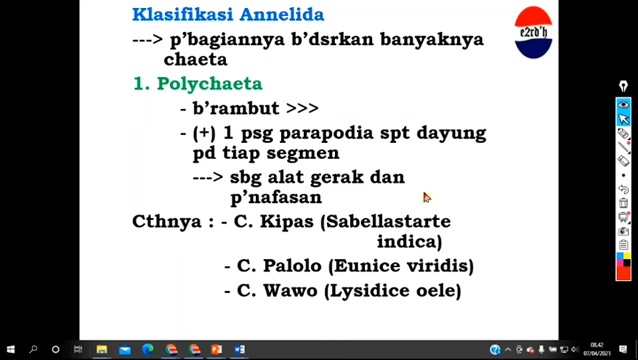 Klasifikasi Annelida
---> p'bagiannya b'dsrkan banyaknya
chaeta
1. Polychaeta
- b'rambut >>>
- (+) 1 psg parapodia spt dayung
pd tiap segmen
---> sbg alat gerak dan
p'nafasan
Cthnya : - C. Kipas (Sabellastarte
indica)
- C. Palolo (Eunice viridis)
- C. Wawo (Lysidice oele)
e2rd'h
08.42
07/04/2021